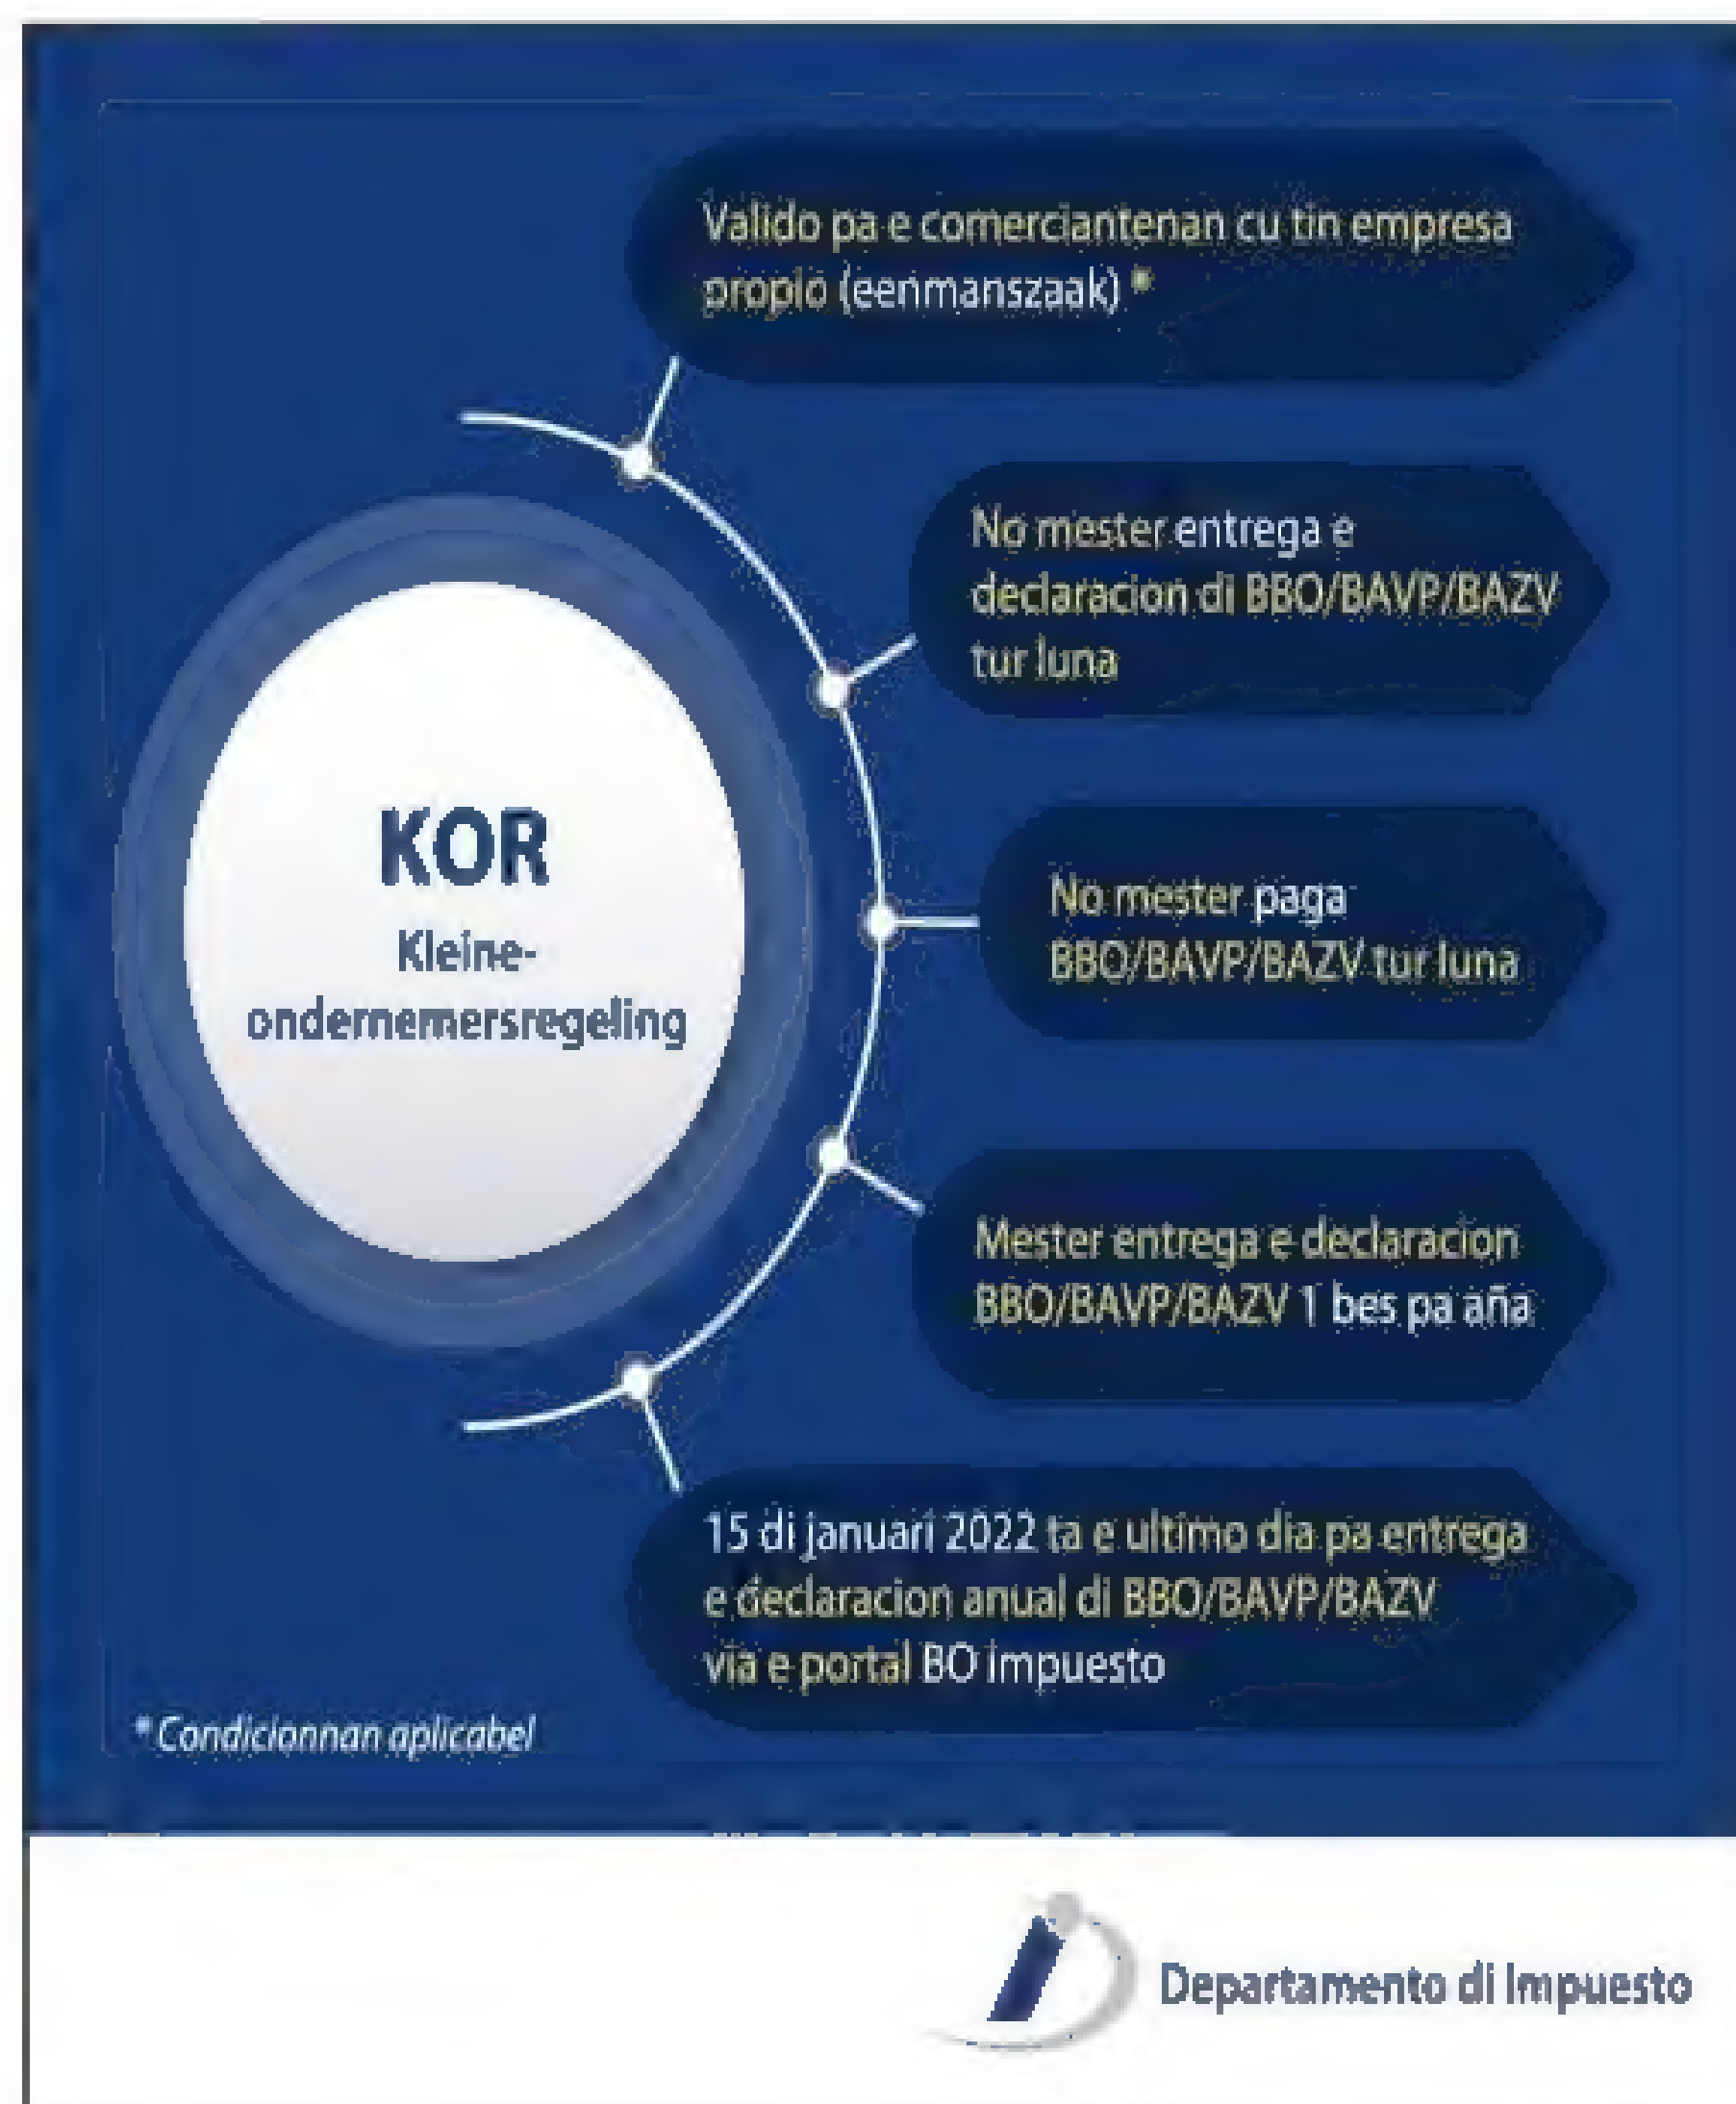 Valido pa e comerciantenan cu tin empresa
propio (eenmanszaak) *
No mester entrega e
declaracion di BBO/BAVP/BAZV
tur luna
KOR
Kleine-
ondernemersregeling
No mester paga
BBO/BAVP/BAZV tur luna
Mester entrega e declaracion
BBO/BAVP/BAZV 1 bes pa aña
15 di januari 2022 ta e ultimo dia pa entrega
e declaracion anual di BBO/BAVP/BAZV
via e portal BO impuesto
* Condicionnan aplicabel
Departamento di Impuesto